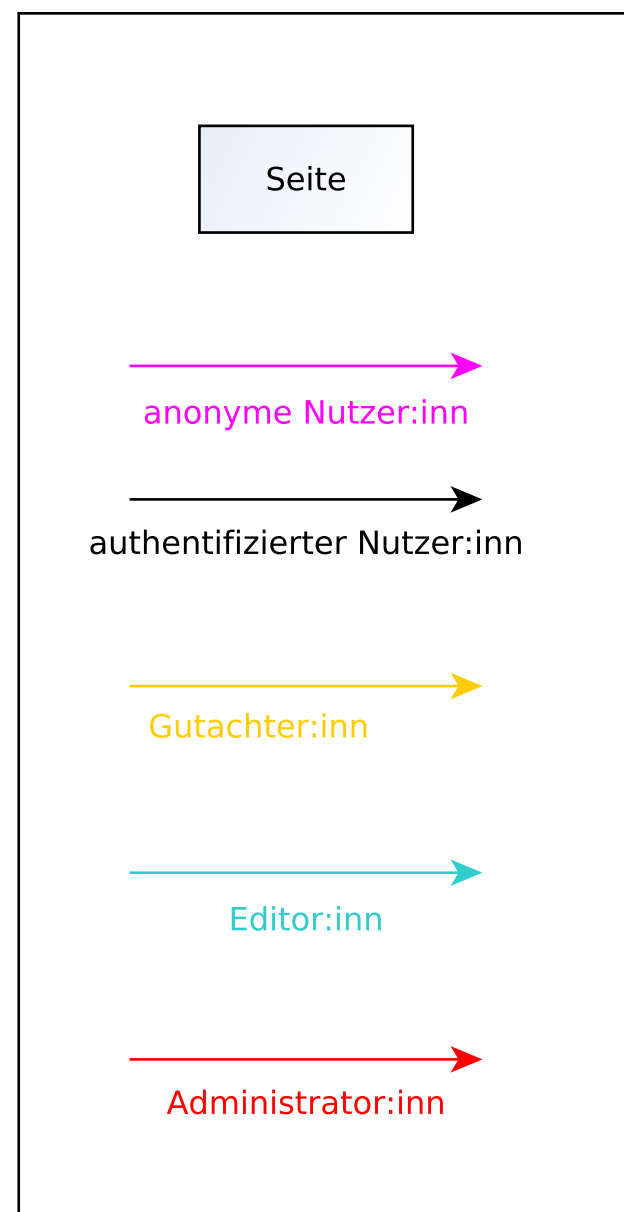 Seite
anonyme Nutzer:inn
authentifizierter Nutzer:inn
Gutachter:inn
Editor:inn
Administrator:inn